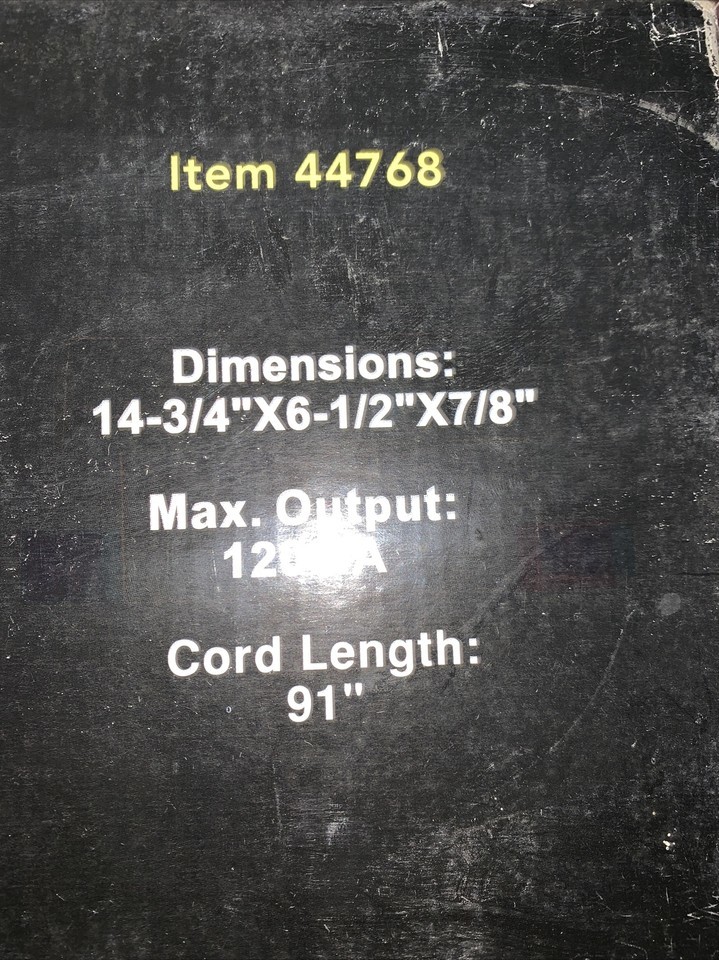 Item 44768
Dimensions:
14-3/4"X6-1/2"X7/8"
Max. Output:
Cord Length:
91"